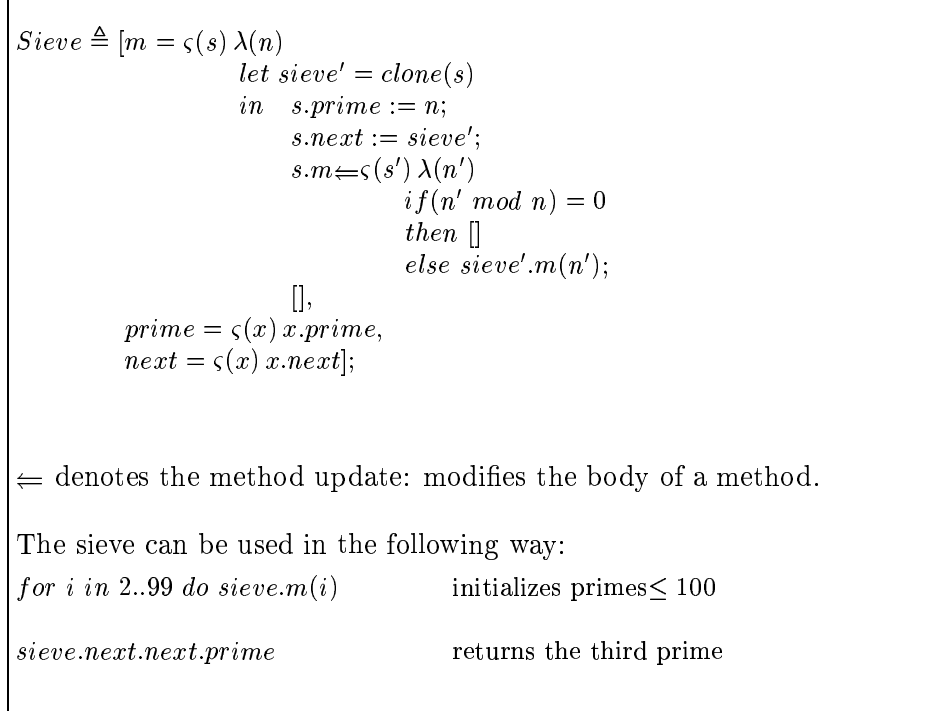 Sieve ≜ [m = ς(s) λ(n)
let sieve′ = clone(s)
in s.prime := n;
s.next := sieve′;
s.m⇐ς(s′) λ(n′)
if(n′ mod n) = 0
then []
else sieve′.m(n′);
[],
prime = ς(x) x.prime,
next = ς(x) x.next];
⇐ denotes the method update: modifies the body of a method.
The sieve can be used in the following way:
for i in 2..99 do sieve.m(i) initializes primes≤ 100
sieve.next.next.prime returns the third prime